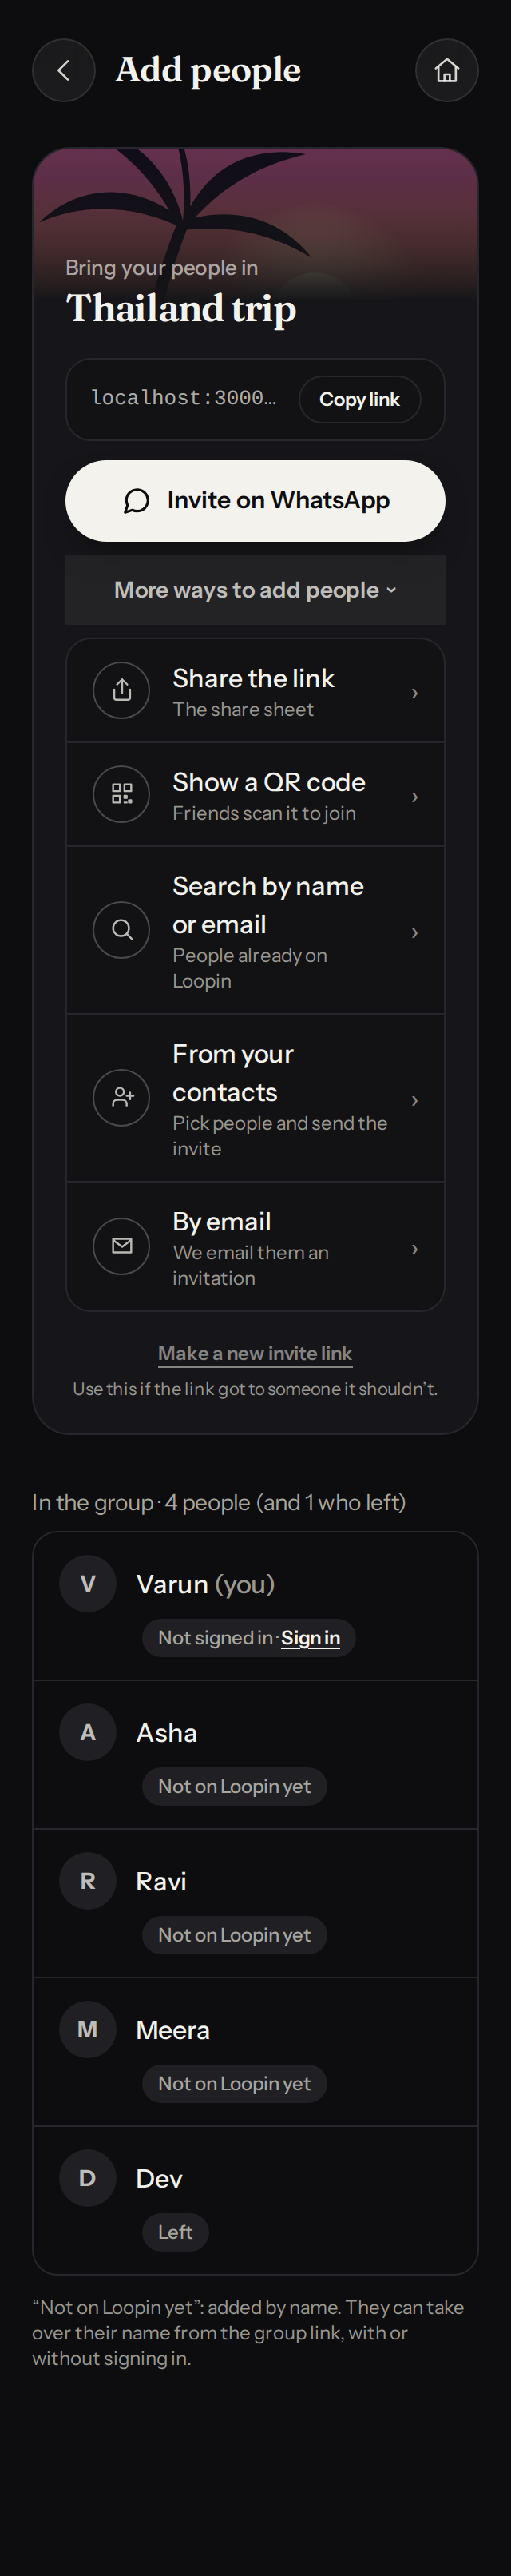 Add people
Bring your people in
Thailand trip
localhost:3000...
Copy link
Invite on WhatsApp
More ways to add people
Share the link
The share sheet
Show a QR code
Friends scan it to join
Search by name
or email
People already on
Loopin
From your
contacts
Pick people and send the
invite
By email
We email them an
invitation
Make a new invite link
Use this if the link got to someone it shouldn’t.
In the group · 4 people (and 1 who left)
V
Varun (you)
Not signed in · Sign in
A
Asha
Not on Loopin yet
R
Ravi
Not on Loopin yet
M
Meera
Not on Loopin yet
D
Dev
Left
“Not on Loopin yet”: added by name. They can take
over their name from the group link, with or
without signing in.